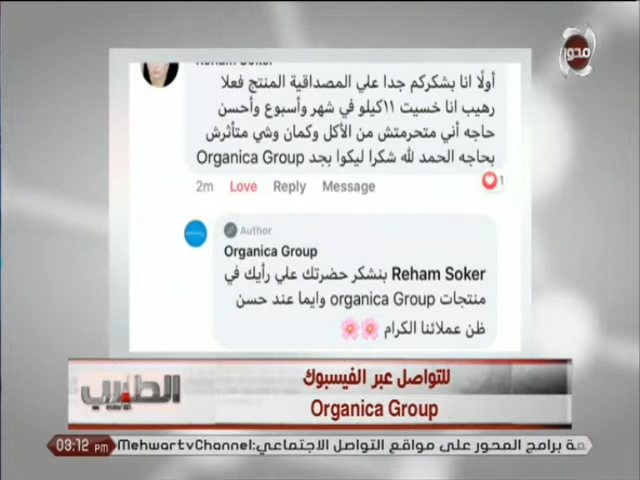 محور
Reham Soker
أولًا انا بشكركم جدا علي المصداقية المنتج فعلا
رهيب انا خسيت ١١كيلو في شهر وأسبوع وأحسن
حاجه أني متحرمتش من الأكل وكمان وشي متأثرش
بحاجه الحمد لله شكرا ليكوا بجد Organica Group
2m Love Reply Message
1
Author
Organica Group
Reham Soker بنشكر حضرتك علي رأيك في
منتجات organica Group وايما عند حسن
ظن عملائنا الكرام 🌸🌸
الطبيب
للتواصل عبر الفيسبوك
Organica Group
03:12 pm
مة برامج المحور على مواقع التواصل الاجتماعي:MehwartvChannel